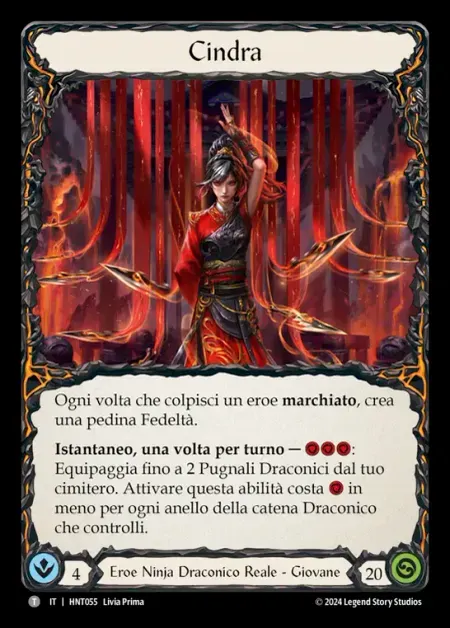 Cindra
Ogni volta che colpisci un eroe marchiato, crea
una pedina Fedeltà.
Istantaneo, una volta per turno — :
Equipaggia fino a 2 Pugnali Draconici dal tuo
cimitero. Attivare questa abilità costa in
meno per ogni anello della catena Draconico
che controlli.
4
Eroe Ninja Draconico Reale - Giovane
20
T IT | HNT055 Livia Prima
© 2024 Legend Story Studios